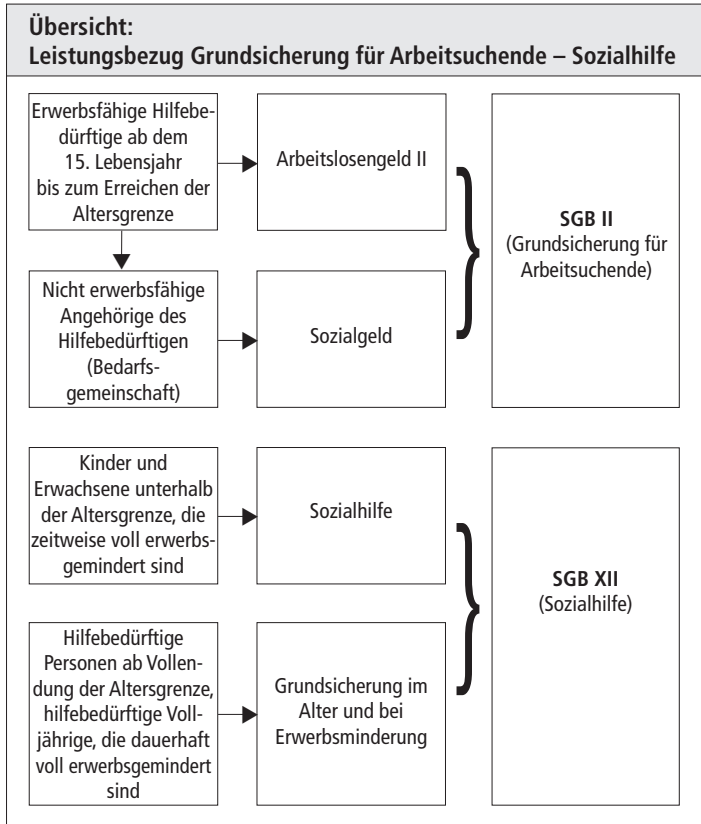 Übersicht:
Leistungsbezug Grundsicherung für Arbeitsuchende – Sozialhilfe
Erwerbsfähige Hilfebe-
dürftige ab dem
15. Lebensjahr
bis zum Erreichen der
Altersgrenze
Arbeitslosengeld II
SGB II
(Grundsicherung für
Arbeitsuchende)
Nicht erwerbsfähige
Angehörige des
Hilfebedürftigen
(Bedarfs-
gemeinschaft)
Sozialgeld
Kinder und
Erwachsene unterhalb
der Altersgrenze, die
zeitweise voll erwerbs-
gemindert sind
Sozialhilfe
SGB XII
(Sozialhilfe)
Hilfebedürftige
Personen ab Vollen-
dung der Altersgrenze,
hilfebedürftige Voll-
jährige, die dauerhaft
voll erwerbsgemindert
sind
Grundsicherung im
Alter und bei
Erwerbsminderung